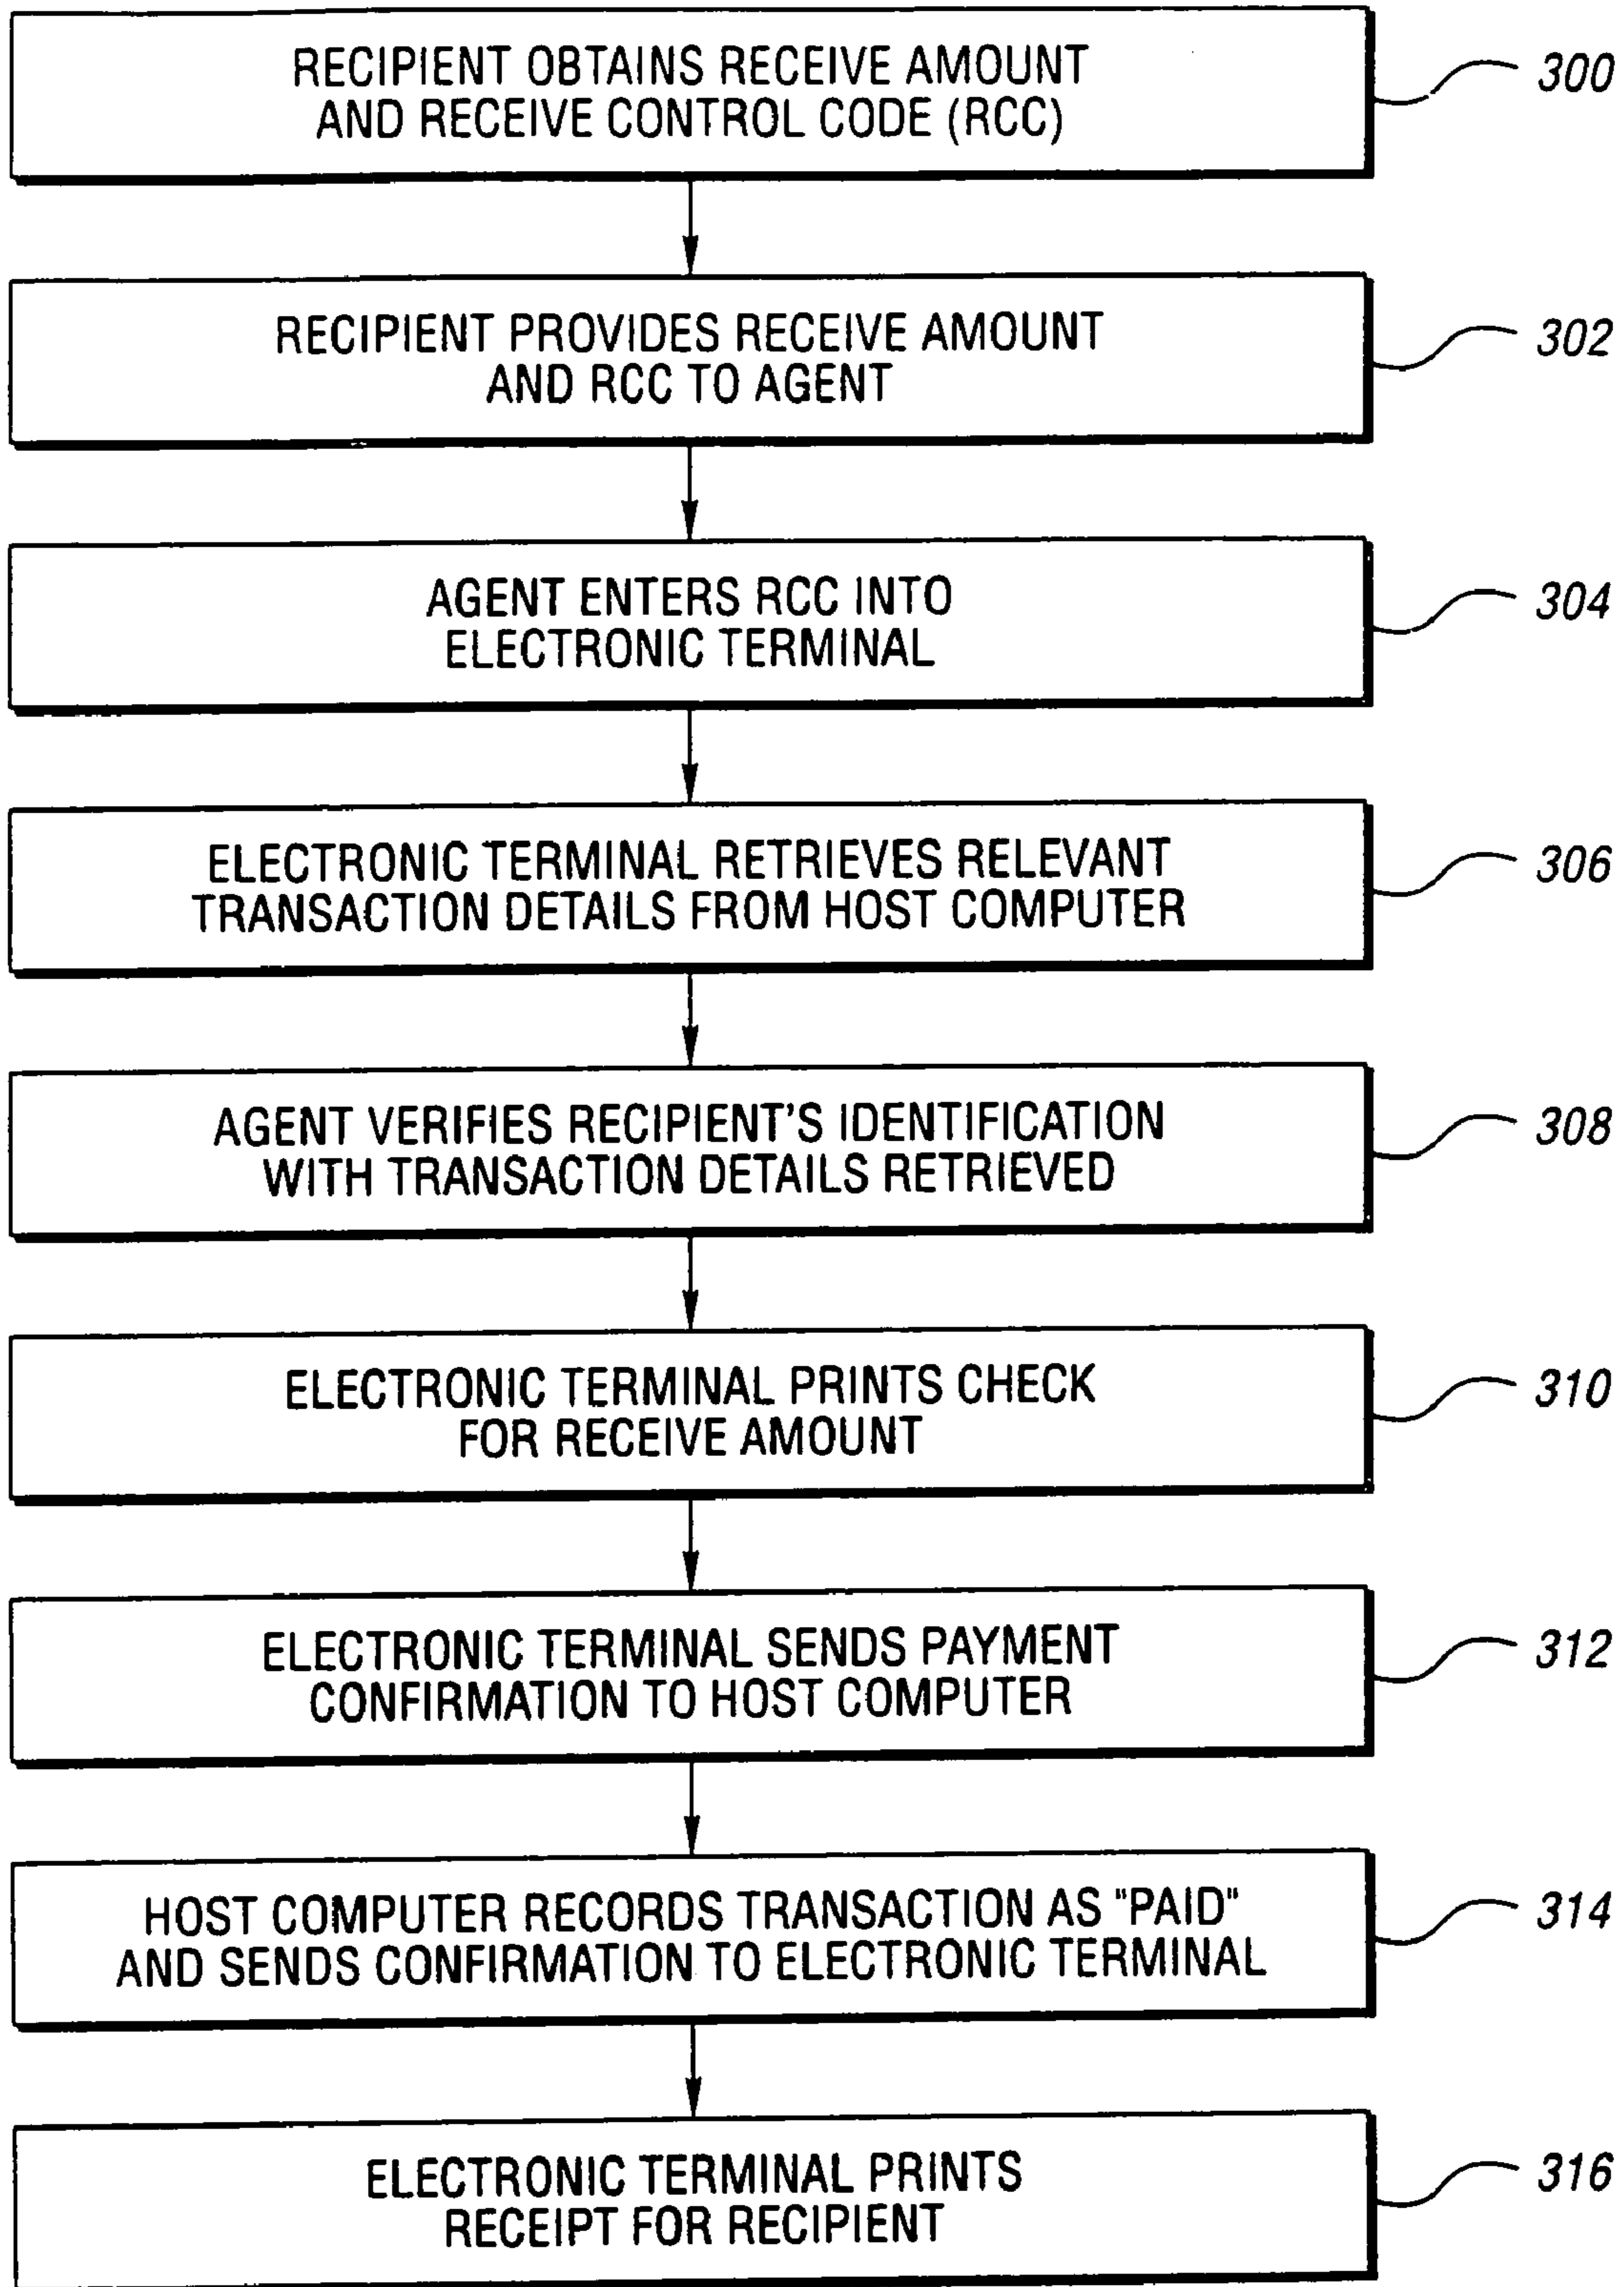 RECIPIENT OBTAINS RECEIVE AMOUNT
AND RECEIVE CONTROL CODE (RCC)
300
RECIPIENT PROVIDES RECEIVE AMOUNT
AND RCC TO AGENT
302
AGENT ENTERS RCC INTO
ELECTRONIC TERMINAL
304
ELECTRONIC TERMINAL RETRIEVES RELEVANT
TRANSACTION DETAILS FROM HOST COMPUTER
306
AGENT VERIFIES RECIPIENT'S IDENTIFICATION
WITH TRANSACTION DETAILS RETRIEVED
308
ELECTRONIC TERMINAL PRINTS CHECK
FOR RECEIVE AMOUNT
310
ELECTRONIC TERMINAL SENDS PAYMENT
CONFIRMATION TO HOST COMPUTER
312
HOST COMPUTER RECORDS TRANSACTION AS "PAID"
AND SENDS CONFIRMATION TO ELECTRONIC TERMINAL
314
ELECTRONIC TERMINAL PRINTS
RECEIPT FOR RECIPIENT
316